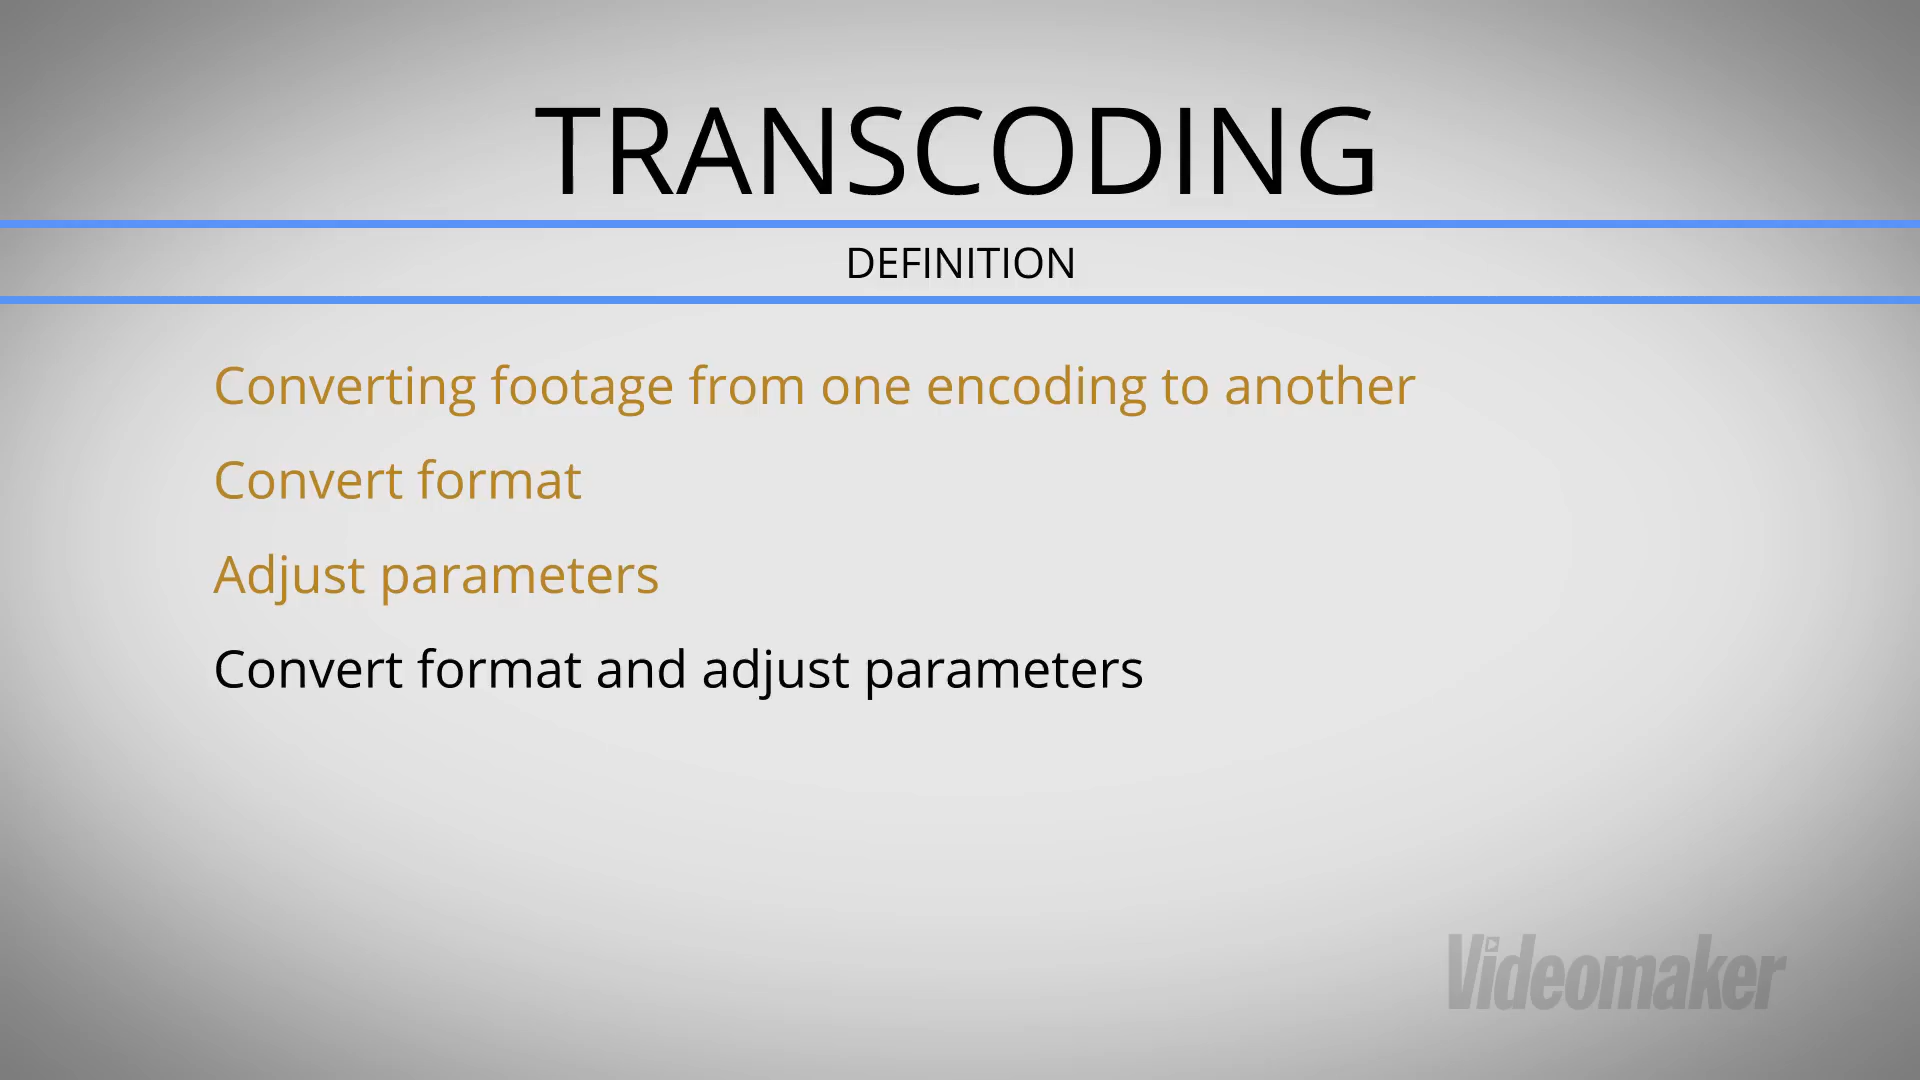 TRANSCODING
DEFINITION
Converting footage from one encoding to another
Convert format
Adjust parameters
Convert format and adjust parameters
Videomaker